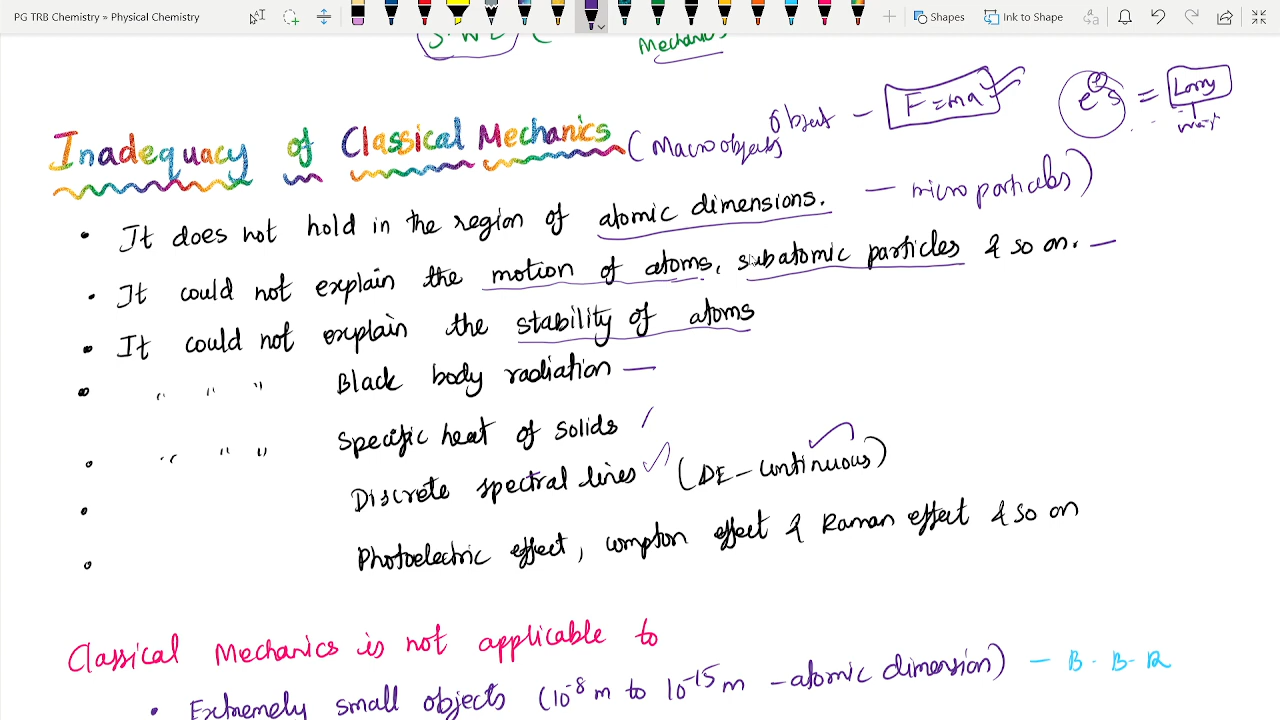 PG TRB Chemistry » Physical Chemistry
Shapes
Ink to Shape
Mechanics
Inadequacy of Classical Mechanics (Macro objects
object — F = ma
e⊖s = Lorry
- It does not hold in the region of atomic dimensions. — micro particles)
- It could not explain the motion of atoms, subatomic particles & so on. —
- It could not explain the stability of atoms
- " " " Black body radiation —
- " " " Specific heat of solids
- Discrete spectral lines ✓ (DE - continuous) ✓
- Photoelectric effect, compton effect & Raman effect & so on
Classical Mechanics is not applicable to
- Extremely small objects (10⁻⁸ m to 10⁻¹⁵ m - atomic dimension) — B. B. R